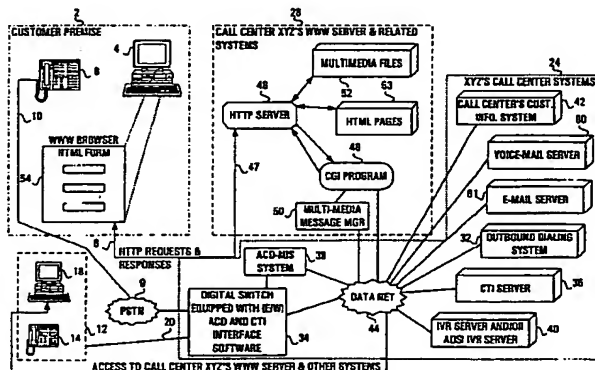 2
CUSTOMER PREMISE
4
8
10
WWW BROWSER
HTML FORM
54
6
HTTP REQUESTS &
RESPONSES
28
CALL CENTER XYZ'S WWW SERVER & RELATED
SYSTEMS
MULTIMEDIA FILES
52
53
HTML PAGES
48
HTTP SERVER
47
48
CGI PROGRAM
50
MULTI-MEDIA
MESSAGE MGR
24
XYZ'S CALL CENTER SYSTEMS
CALL CENTER'S CUST.
INFO. SYSTEM
42
60
VOICE-MAIL SERVER
61
E-MAIL SERVER
32
OUTBOUND DIALING
SYSTEM
CTI SERVER
36
IVR SERVER AND/OR
ADSI IVR SERVER
40
ACD-MIS
SYSTEM
38
DATA NET
44
9
PSTN
20
DIGITAL SWITCH
EQUIPPED WITH (E/W)
ACD AND CTI
INTERFACE
SOFTWARE
34
18
14
12
ACCESS TO CALL CENTER XYZ'S WWW SERVER & OTHER SYSTEMS